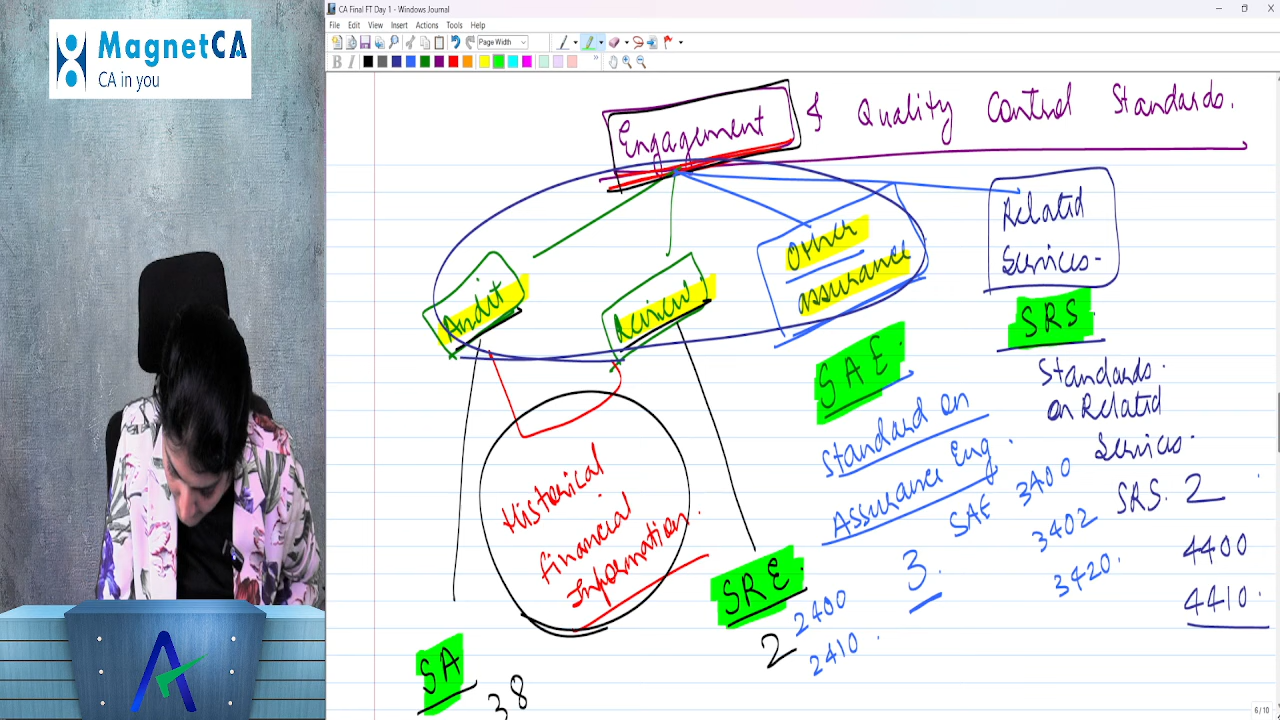 MagnetCA
CA in you
CA Final FT Day 1 - Windows Journal
File Edit View Insert Actions Tools Help
Page Width
B I
Engagement & Quality Control Standards.
Audit
Review
Other
assurance
Related
Services-
SRS
Standards.
on Related
Services.
SRS. 2
4400
4410.
SAE.
Standard on
Assurance Eng.
SAE 3400
3402
3420.
3.
Historical
financial
Information.
SRE.
2
2400
2410.
SA
38
6 / 10